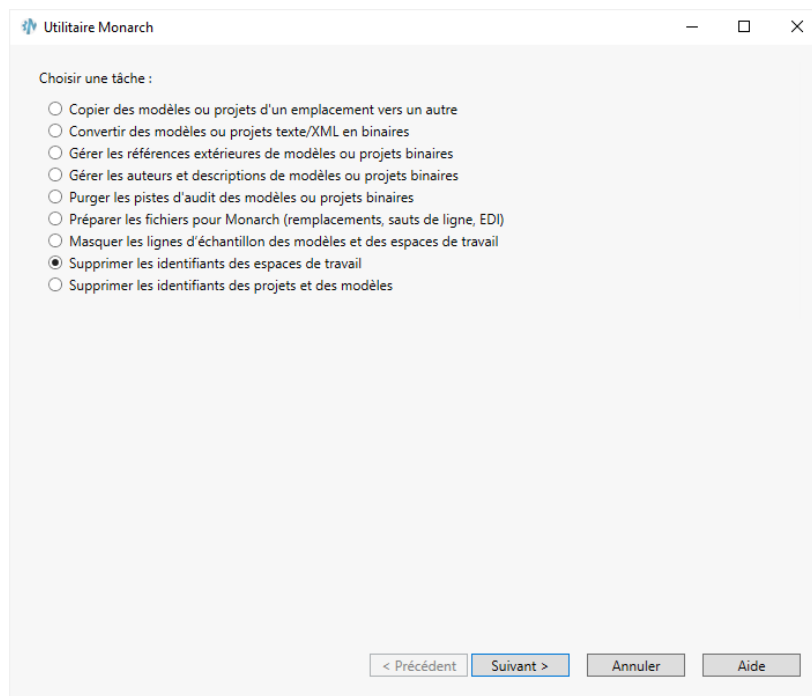 Utilitaire Monarch
Choisir une tâche :
Copier des modèles ou projets d'un emplacement vers un autre
Convertir des modèles ou projets texte/XML en binaires
Gérer les références extérieures de modèles ou projets binaires
Gérer les auteurs et descriptions de modèles ou projets binaires
Purger les pistes d'audit des modèles ou projets binaires
Préparer les fichiers pour Monarch (remplacements, sauts de ligne, EDI)
Masquer les lignes d’échantillon des modèles et des espaces de travail
Supprimer les identifiants des espaces de travail
Supprimer les identifiants des projets et des modèles
< Précédent Suivant > Annuler Aide